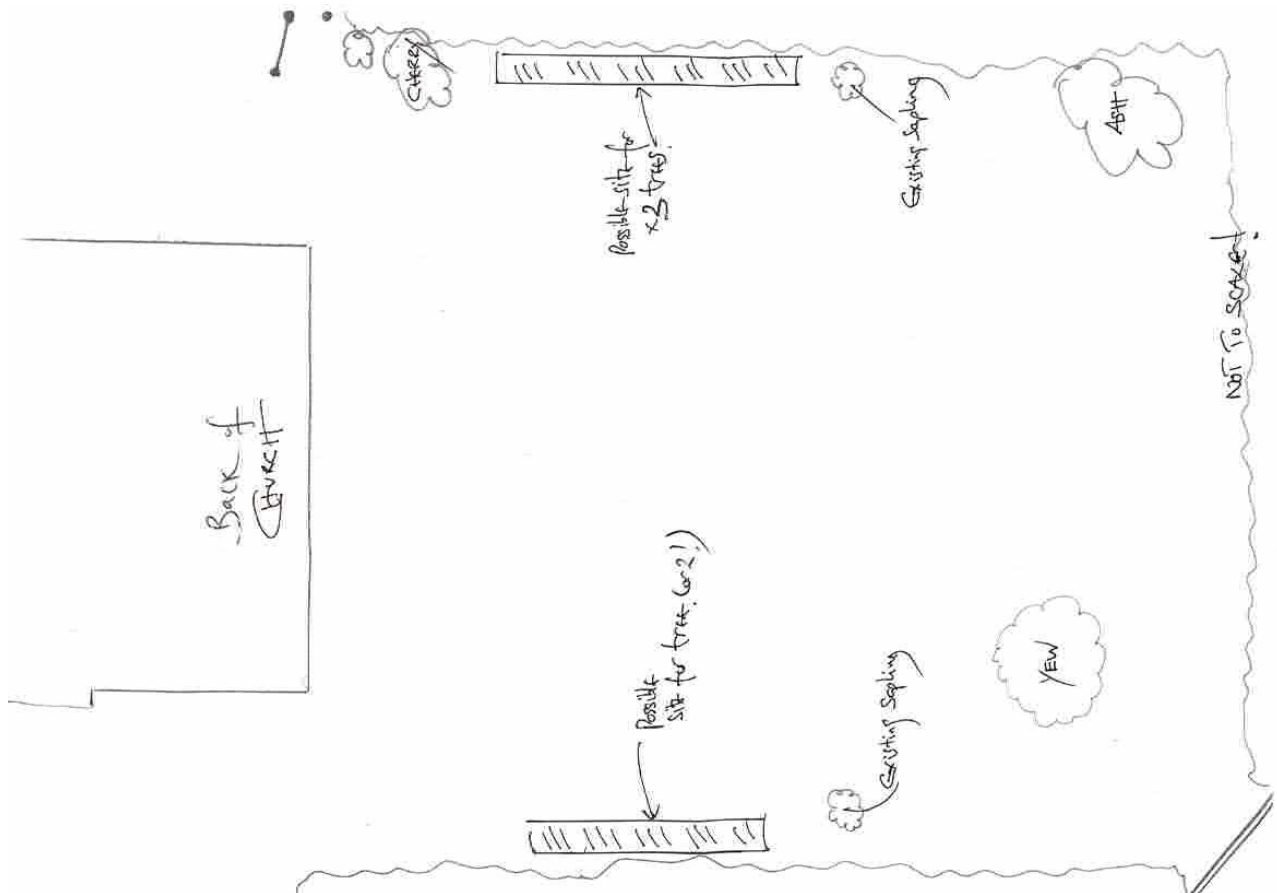 Back of
CHURCH
CHERRY
Possible
site for tree. (or 2!)
Possible site for
x3 trees.
Existing Sapling
Existing Sapling
YEW
ASH
NOT TO SCALE!